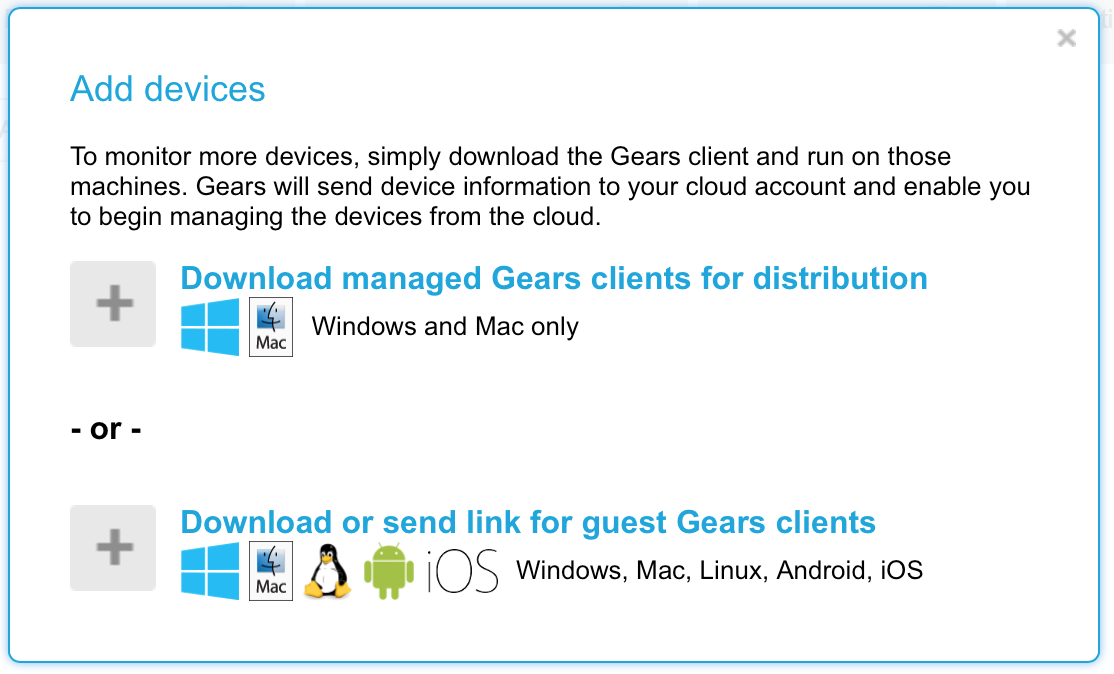 Add devices
To monitor more devices, simply download the Gears client and run on those
machines. Gears will send device information to your cloud account and enable you
to begin managing the devices from the cloud.
Download managed Gears clients for distribution
Mac
Windows and Mac only
- or -
Download or send link for guest Gears clients
Mac
iOS
Windows, Mac, Linux, Android, iOS